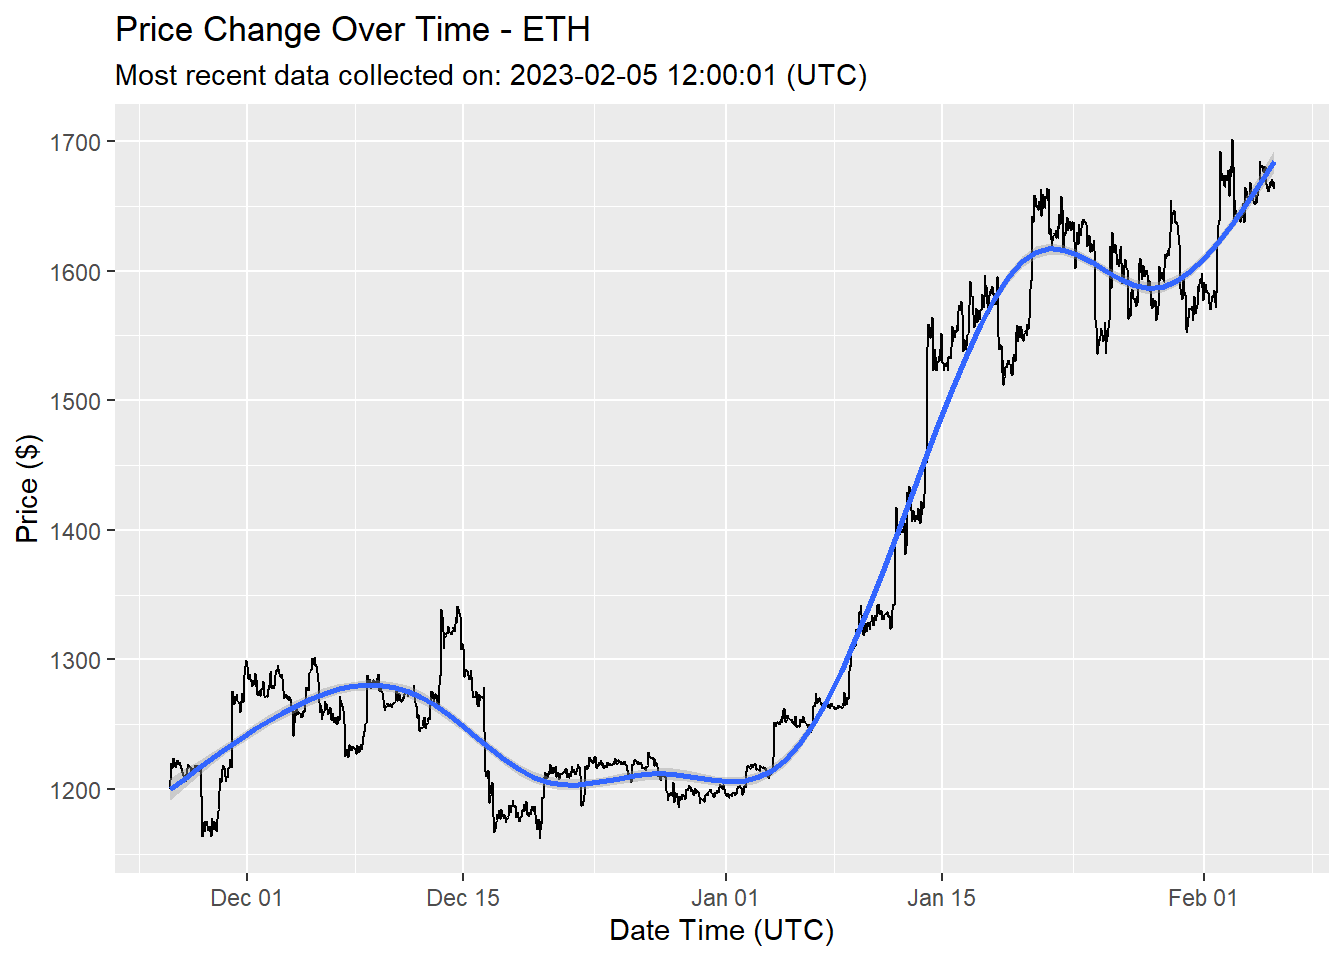 Price Change Over Time - ETH
Most recent data collected on: 2023-02-05 12:00:01 (UTC)
1700
1600
1500
1400
1300
1200
Price ($)
Dec 01
Dec 15
Jan 01
Jan 15
Feb 01
Date Time (UTC)